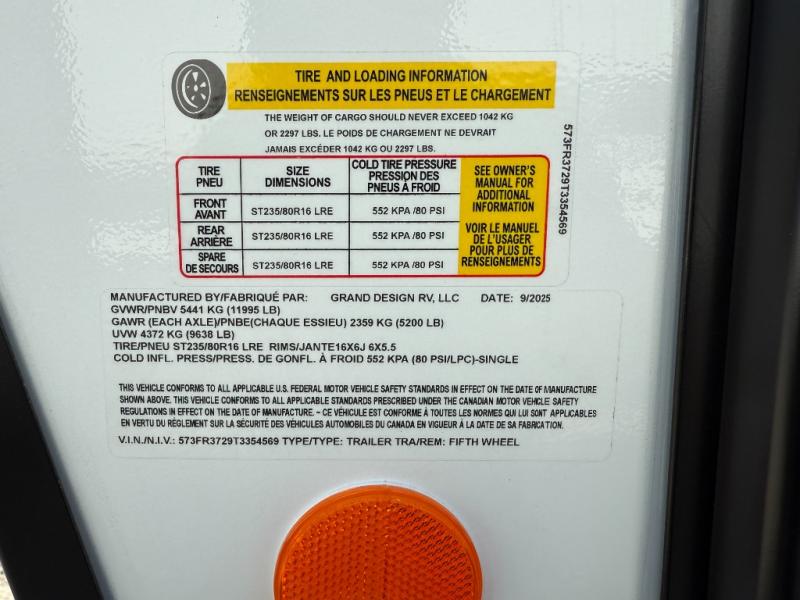 TIRE AND LOADING INFORMATION
RENSEIGNEMENTS SUR LES PNEUS ET LE CHARGEMENT
THE WEIGHT OF CARGO SHOULD NEVER EXCEED 1042 KG
OR 2297 LBS. LE POIDS DE CHARGEMENT NE DEVRAIT
JAMAIS EXCÉDER 1042 KG OU 2297 LBS.
TIRE
PNEU
SIZE
DIMENSIONS
COLD TIRE PRESSURE
PRESSION DES
PNEUS À FROID
SEE OWNER'S
MANUAL FOR
ADDITIONAL
INFORMATION
VOIR LE MANUEL
DE L'USAGER
POUR PLUS DE
RENSEIGNEMENTS
FRONT
AVANT
ST235/80R16 LRE
552 KPA /80 PSI
REAR
ARRIÈRE
ST235/80R16 LRE
552 KPA /80 PSI
SPARE
DE SECOURS
ST235/80R16 LRE
552 KPA /80 PSI
573FR3729T3354569
MANUFACTURED BY/FABRIQUÉ PAR: GRAND DESIGN RV, LLC DATE: 9/2025
GVWR/PNBV 5441 KG (11995 LB)
GAWR (EACH AXLE)/PNBE(CHAQUE ESSIEU) 2359 KG (5200 LB)
UVW 4372 KG (9638 LB)
TIRE/PNEU ST235/80R16 LRE RIMS/JANTE16X6J 6X5.5
COLD INFL. PRESS/PRESS. DE GONFL. À FROID 552 KPA (80 PSI/LPC)-SINGLE
THIS VEHICLE CONFORMS TO ALL APPLICABLE U.S. FEDERAL MOTOR VEHICLE SAFETY STANDARDS IN EFFECT ON THE DATE OF MANUFACTURE
SHOWN ABOVE. THIS VEHICLE CONFORMS TO ALL APPLICABLE STANDARDS PRESCRIBED UNDER THE CANADIAN MOTOR VEHICLE SAFETY
REGULATIONS IN EFFECT ON THE DATE OF MANUFACTURE. - CE VÉHICULE EST CONFORME À TOUTES LES NORMES QUI LUI SONT APPLICABLES
EN VERTU DU RÈGLEMENT SUR LA SÉCURITÉ DES VÉHICULES AUTOMOBILES DU CANADA EN VIGUEUR À LA DATE DE SA FABRICATION.
V.I.N./N.I.V.: 573FR3729T3354569 TYPE/TYPE: TRAILER TRA/REM: FIFTH WHEEL